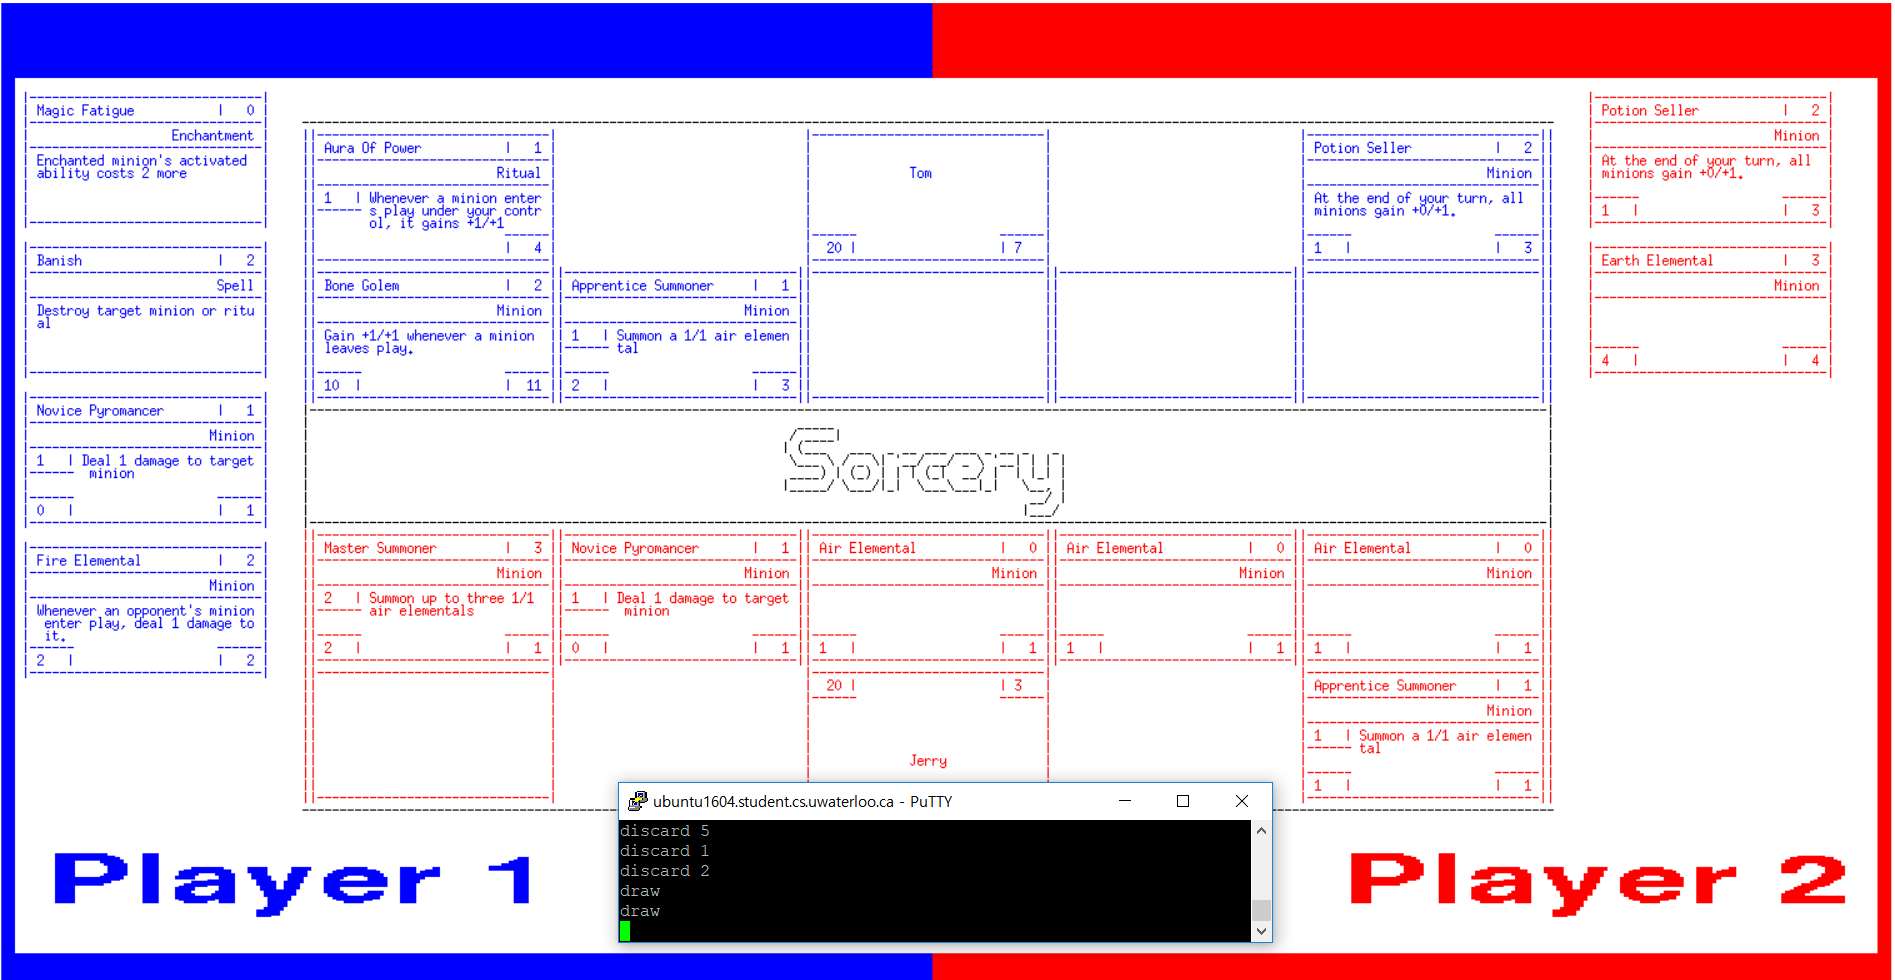 Magic Fatigue | 0
Enchantment
Enchanted minion's activated
ability costs 2 more
Banish | 2
Spell
Destroy target minion or ritu
al
Novice Pyromancer | 1
Minion
1 | Deal 1 damage to target
minion
0 | | 1
Fire Elemental | 2
Minion
Whenever an opponent's minion
enter play, deal 1 damage to
it.
2 | | 2
Aura Of Power | 1
Ritual
1 | Whenever a minion enter
s play under your contr
ol, it gains +1/+1
| 4
Tom
20 | | 7
Potion Seller | 2
Minion
At the end of your turn, all
minions gain +0/+1.
1 | | 3
Bone Golem | 2
Minion
Gain +1/+1 whenever a minion
leaves play.
10 | | 11
Apprentice Summoner | 1
Minion
1 | Summon a 1/1 air elemen
tal
2 | | 3
Sorcery
Master Summoner | 3
Minion
2 | Summon up to three 1/1
air elementals
2 | | 1
Novice Pyromancer | 1
Minion
1 | Deal 1 damage to target
minion
0 | | 1
Air Elemental | 0
Minion
1 | | 1
Air Elemental | 0
Minion
1 | | 1
Air Elemental | 0
Minion
1 | | 1
20 | | 3
Jerry
Apprentice Summoner | 1
Minion
1 | Summon a 1/1 air elemen
tal
1 | | 1
Potion Seller | 2
Minion
At the end of your turn, all
minions gain +0/+1.
1 | | 3
Earth Elemental | 3
Minion
4 | | 4
ubuntu1604.student.cs.uwaterloo.ca - PuTTY
discard 5
discard 1
discard 2
draw
draw
Player 1
Player 2